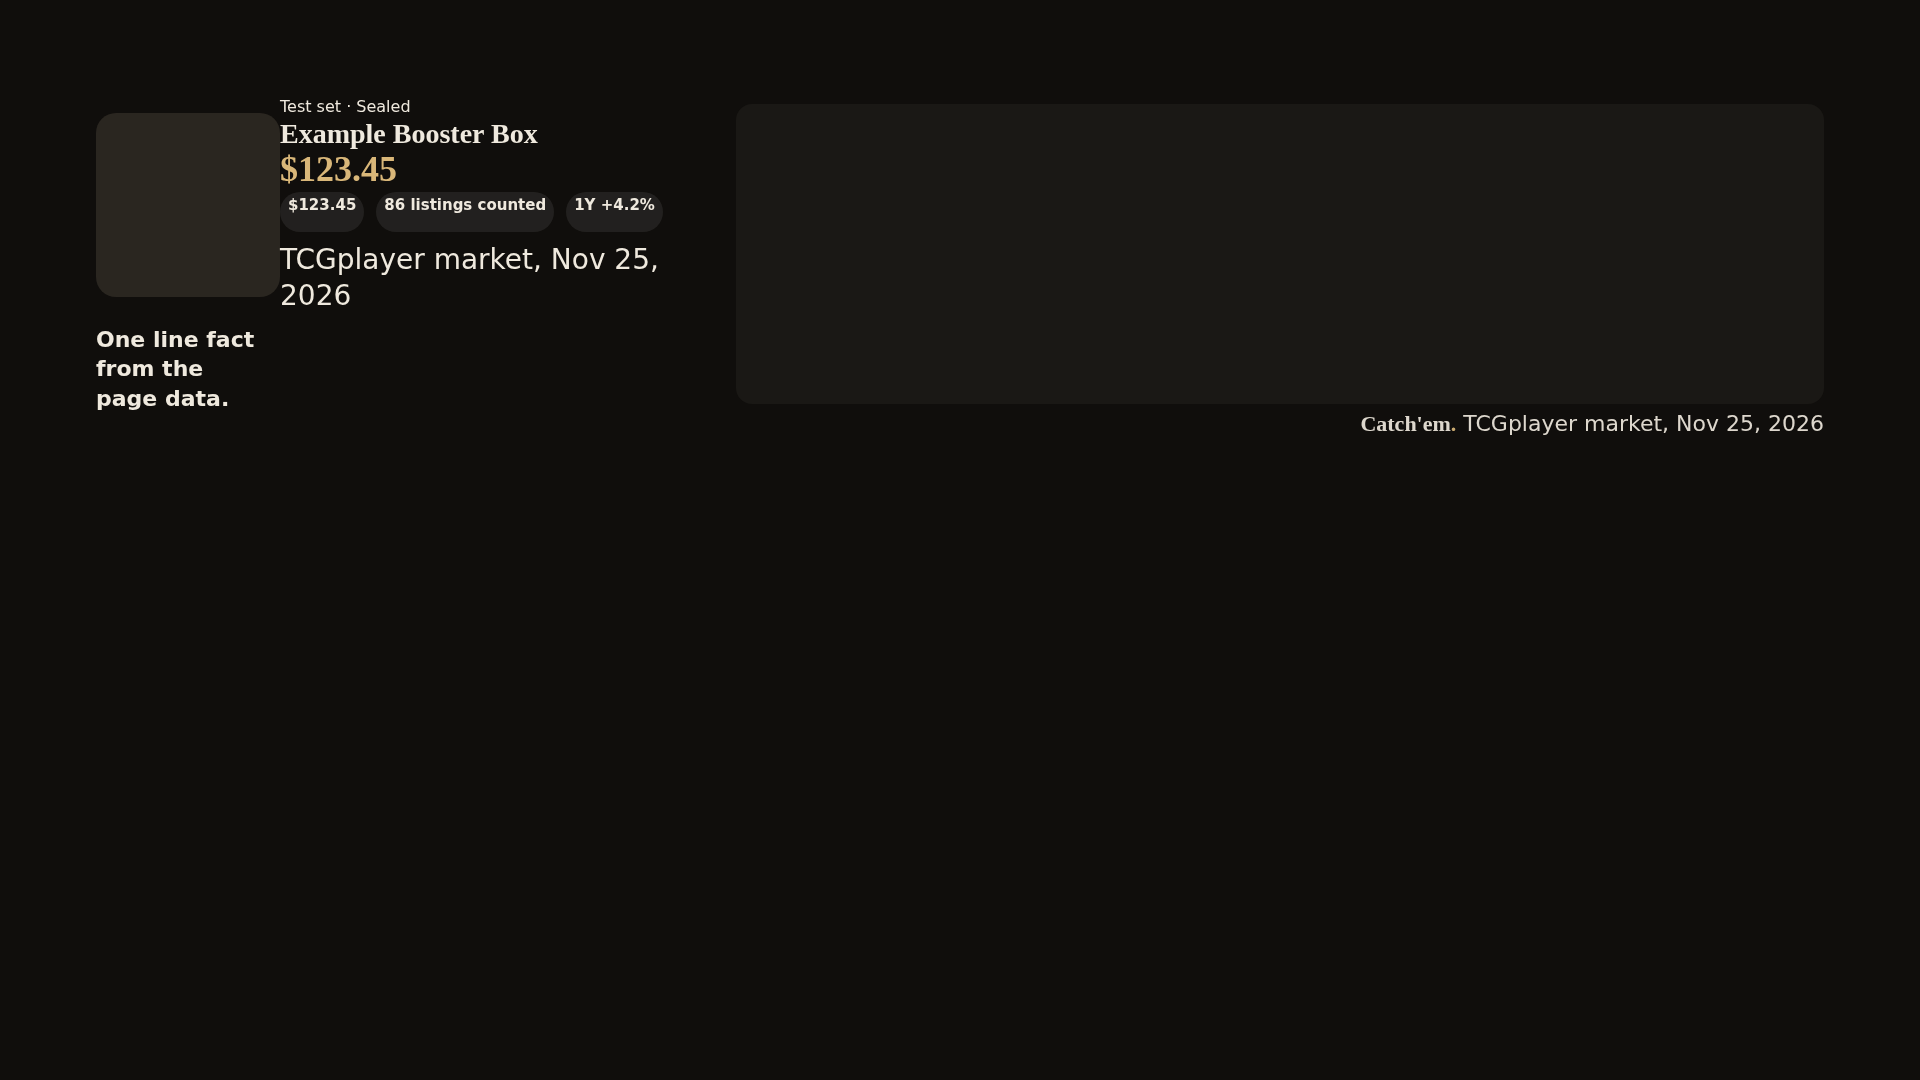 Test set · Sealed
Example Booster Box
$123.45
$123.45
86 listings counted
1Y +4.2%
TCGplayer market, Nov 25,
2026
One line fact
from the
page data.
Catch'em. TCGplayer market, Nov 25, 2026